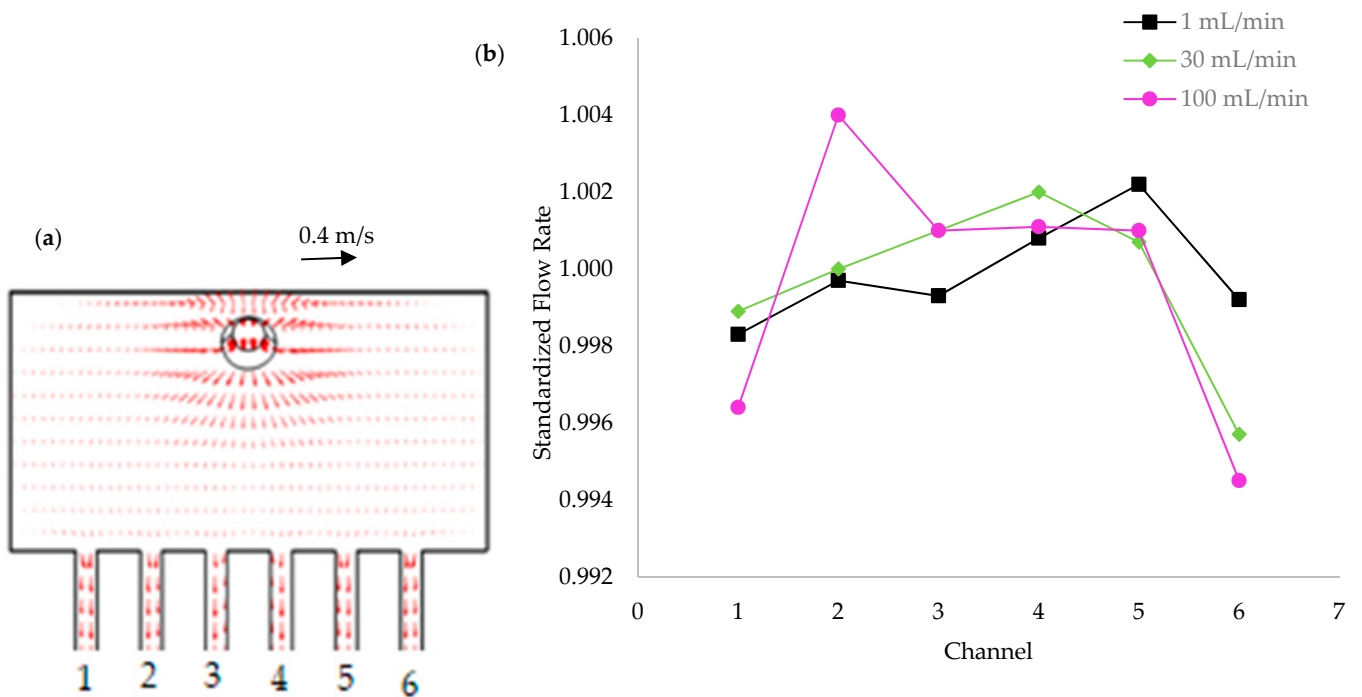 (a)
0.4 m/s
1 2 3 4 5 6
(b)
1 mL/min
30 mL/min
100 mL/min
Standardized Flow Rate
1.006
1.004
1.002
1.000
0.998
0.996
0.994
0.992
0 1 2 3 4 5 6 7
Channel